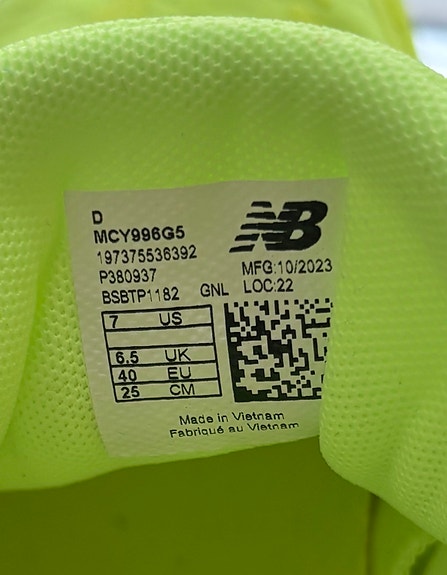 D
MCY996G5
197375536392
P380937
BSBTP1182 GNL
NB
MFG:10/2023
LOC:22
7 US
6.5 UK
40 EU
25 CM
Made in Vietnam
Fabriqué au Vietnam